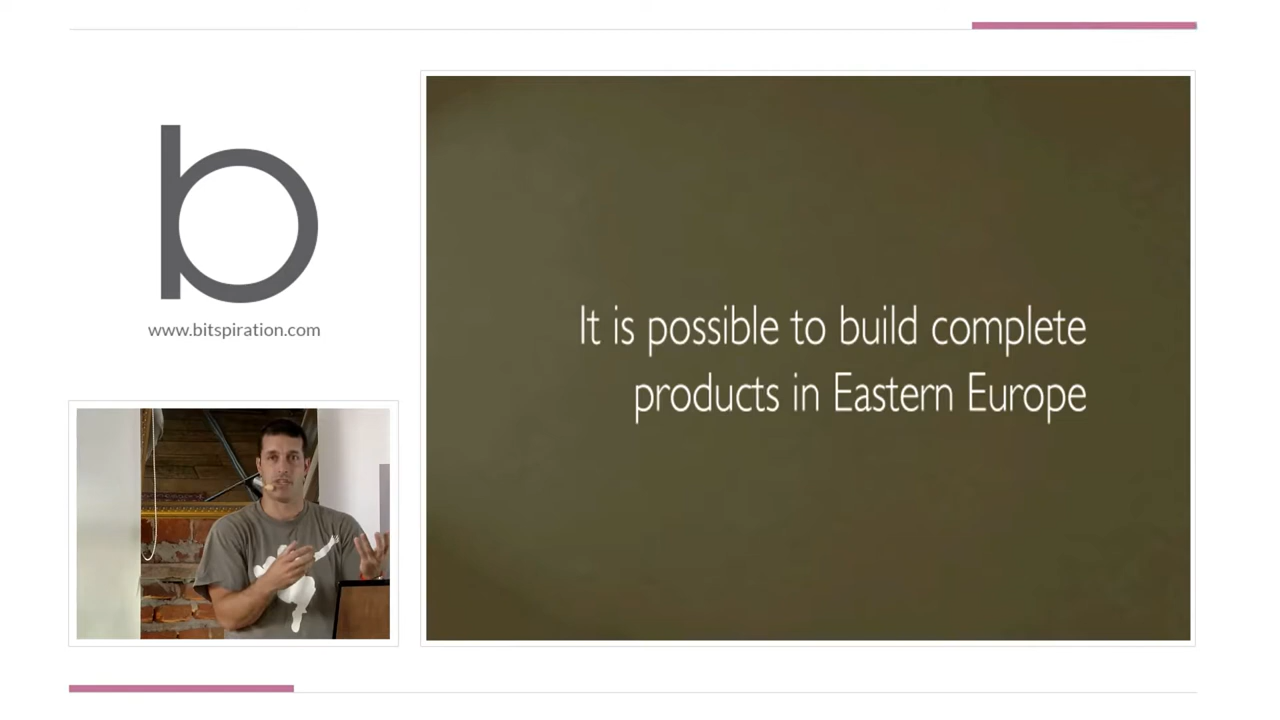 b
www.bitspiration.com
It is possible to build complete
products in Eastern Europe